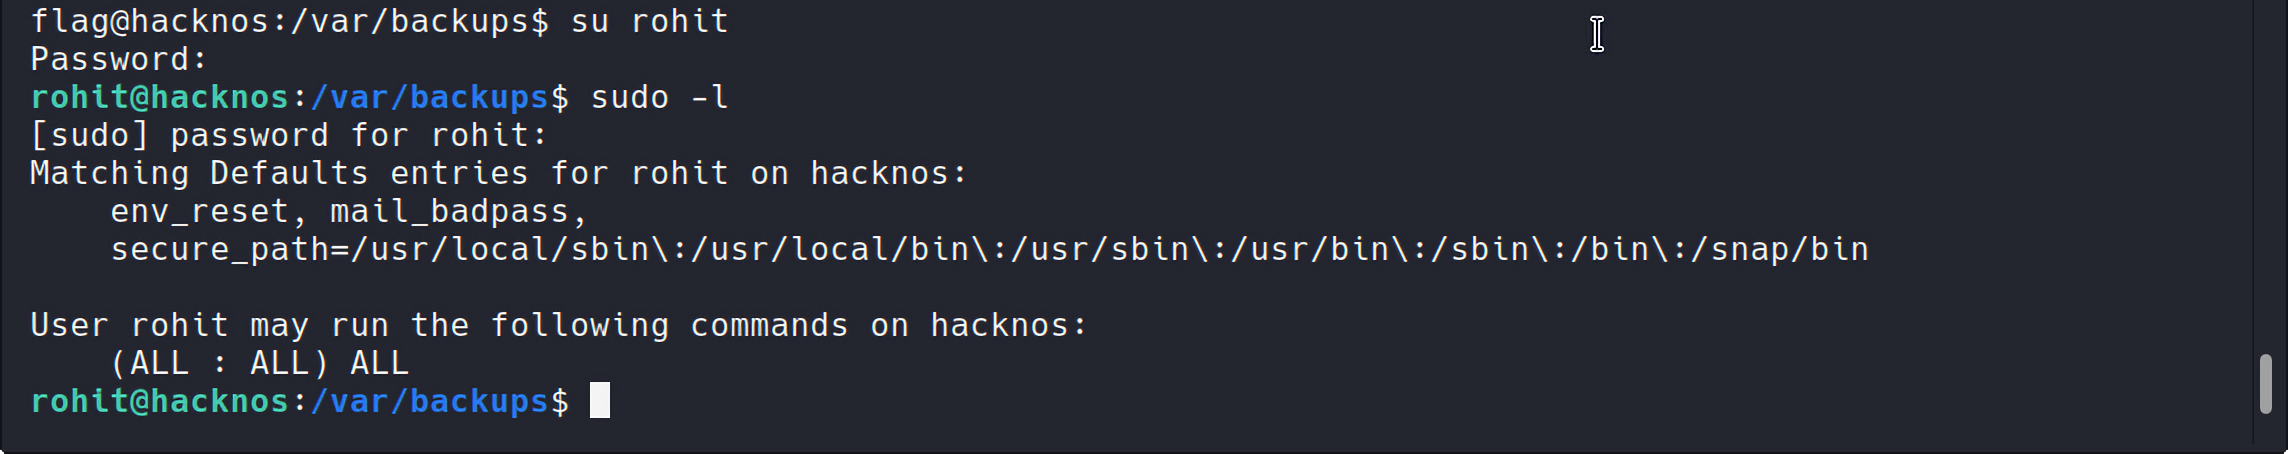 flag@hacknos:/var/backups$ su rohit
Password:
rohit@hacknos:/var/backups$ sudo -l
[sudo] password for rohit:
Matching Defaults entries for rohit on hacknos:
    env_reset, mail_badpass,
    secure_path=/usr/local/sbin\:/usr/local/bin\:/usr/sbin\:/usr/bin\:/sbin\:/bin\:/snap/bin

User rohit may run the following commands on hacknos:
    (ALL : ALL) ALL
rohit@hacknos:/var/backups$